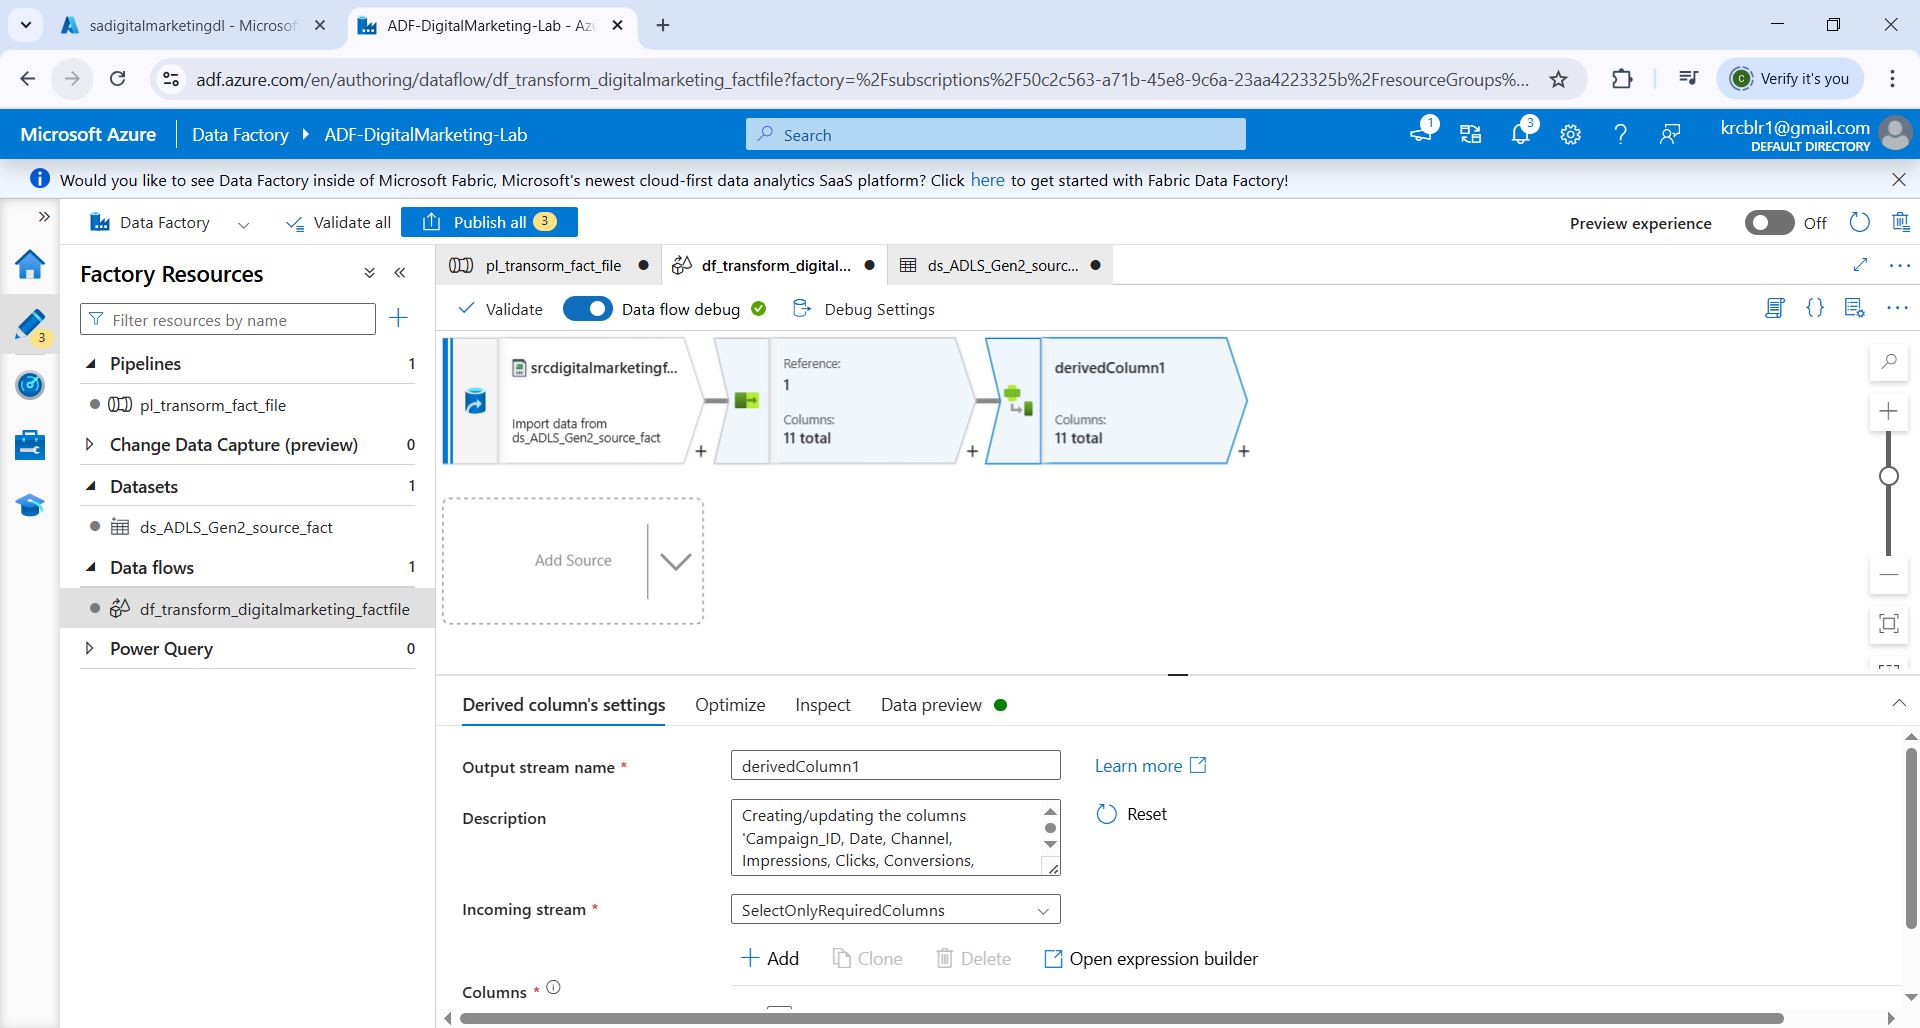 sadigitalmarketingdl - Microsof
ADF-DigitalMarketing-Lab - Azu
adf.azure.com/en/authoring/dataflow/df_transform_digitalmarketing_factfile?factory=%2Fsubscriptions%2F50c2c563-a71b-45e8-9c6a-23aa4223325b%2FresourceGroups%...
C
Verify it's you
Microsoft Azure
Data Factory
ADF-DigitalMarketing-Lab
Search
1
3
krcblr1@gmail.com
DEFAULT DIRECTORY
Would you like to see Data Factory inside of Microsoft Fabric, Microsoft's newest cloud-first data analytics SaaS platform? Click here to get started with Fabric Data Factory!
Data Factory
Validate all
Publish all 3
Preview experience
Off
3
Factory Resources
Filter resources by name
Pipelines 1
pl_transorm_fact_file
Change Data Capture (preview) 0
Datasets 1
ds_ADLS_Gen2_source_fact
Data flows 1
df_transform_digitalmarketing_factfile
Power Query 0
pl_transorm_fact_file
df_transform_digital...
ds_ADLS_Gen2_sourc...
Validate
Data flow debug
Debug Settings
srcdigitalmarketingf...
Import data from
ds_ADLS_Gen2_source_fact
Reference:
1
Columns:
11 total
derivedColumn1
Columns:
11 total
Add Source
Derived column's settings
Optimize
Inspect
Data preview
Output stream name *
derivedColumn1
Learn more
Description
Creating/updating the columns
'Campaign_ID, Date, Channel,
Impressions, Clicks, Conversions,
Reset
Incoming stream *
SelectOnlyRequiredColumns
Add
Clone
Delete
Open expression builder
Columns *